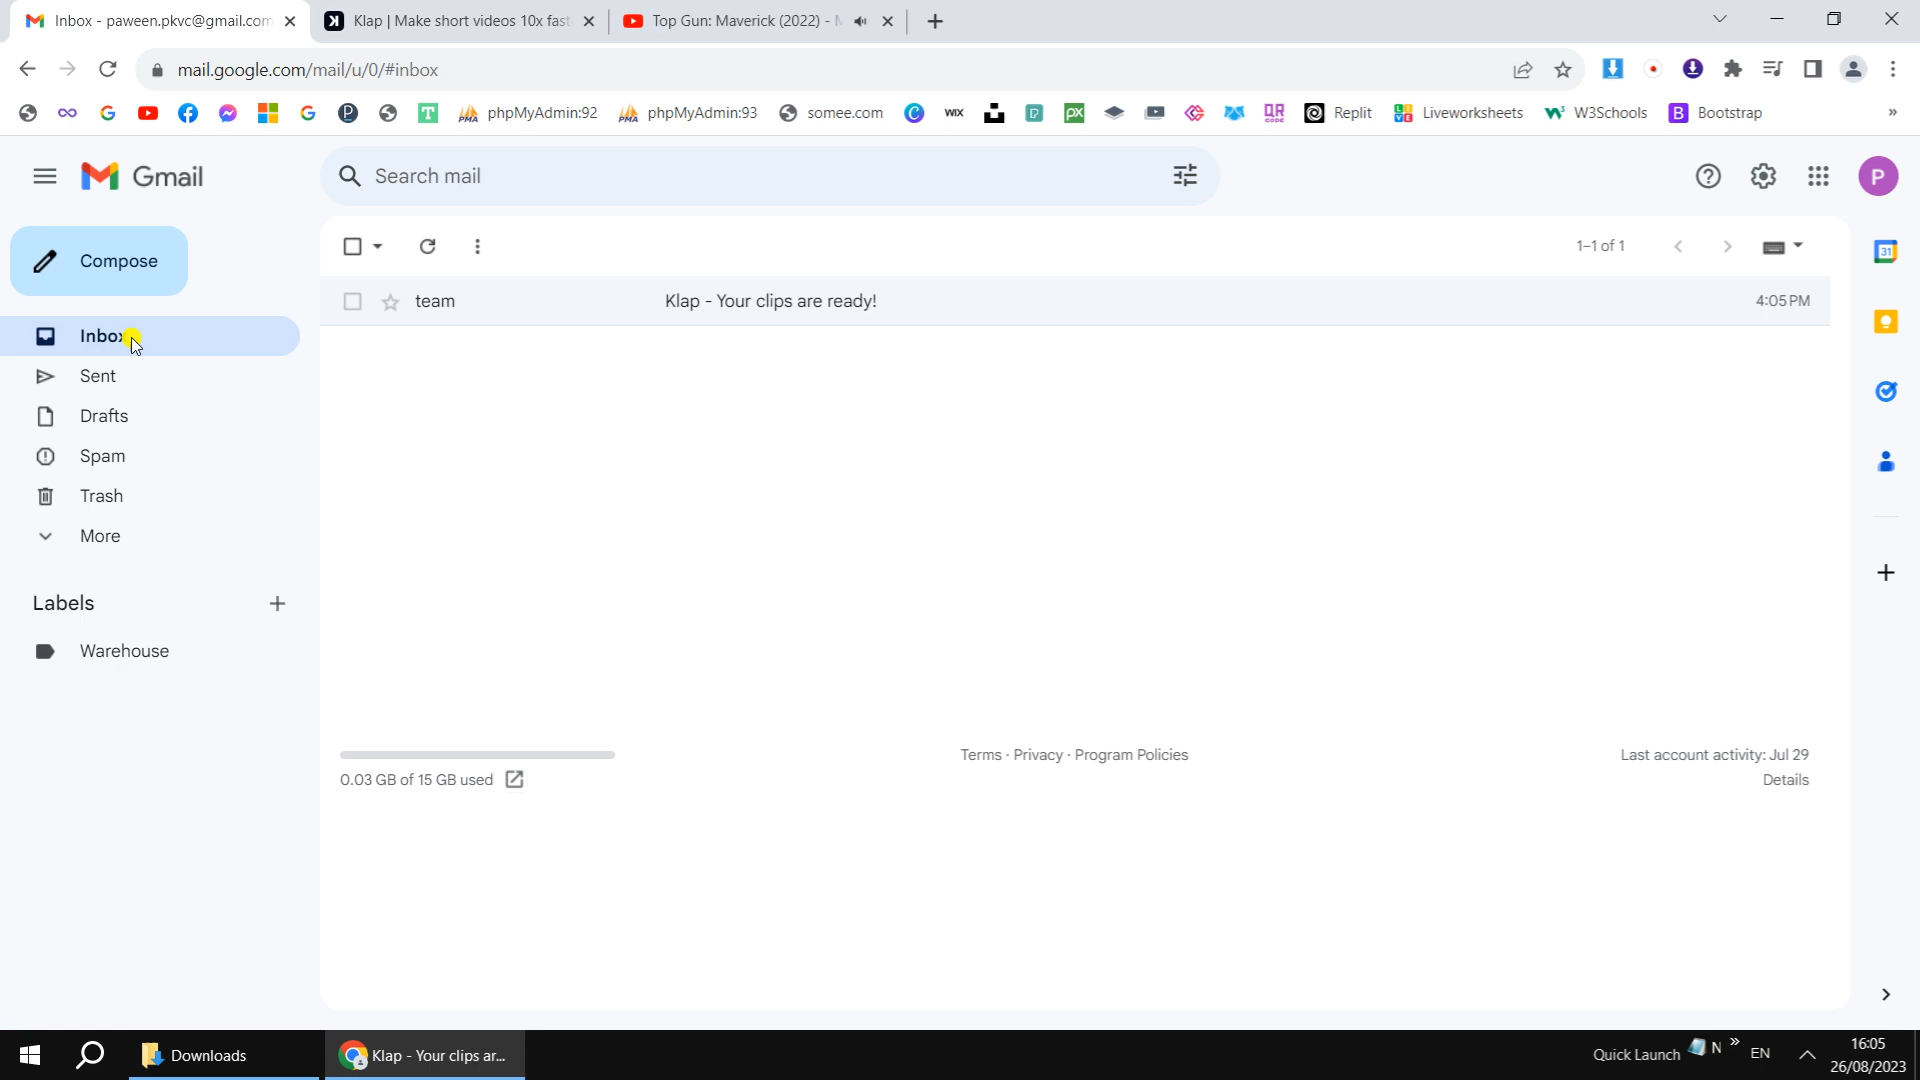 Inbox - paween.pkvc@gmail.com
Klap | Make short videos 10x fast
Top Gun: Maverick (2022) -
mail.google.com/mail/u/0/#inbox
phpMyAdmin:92
phpMyAdmin:93
somee.com
WIX
Replit
Liveworksheets
W3Schools
Bootstrap
Gmail
Search mail
P
Compose
1–1 of 1
31
team Klap - Your clips are ready! 4:05 PM
Inbox
Sent
Drafts
Spam
Trash
More
Labels
Warehouse
0.03 GB of 15 GB used
Terms · Privacy · Program Policies
Last account activity: Jul 29
Details
Downloads
Klap - Your clips ar...
Quick Launch
N
EN
16:05
26/08/2023